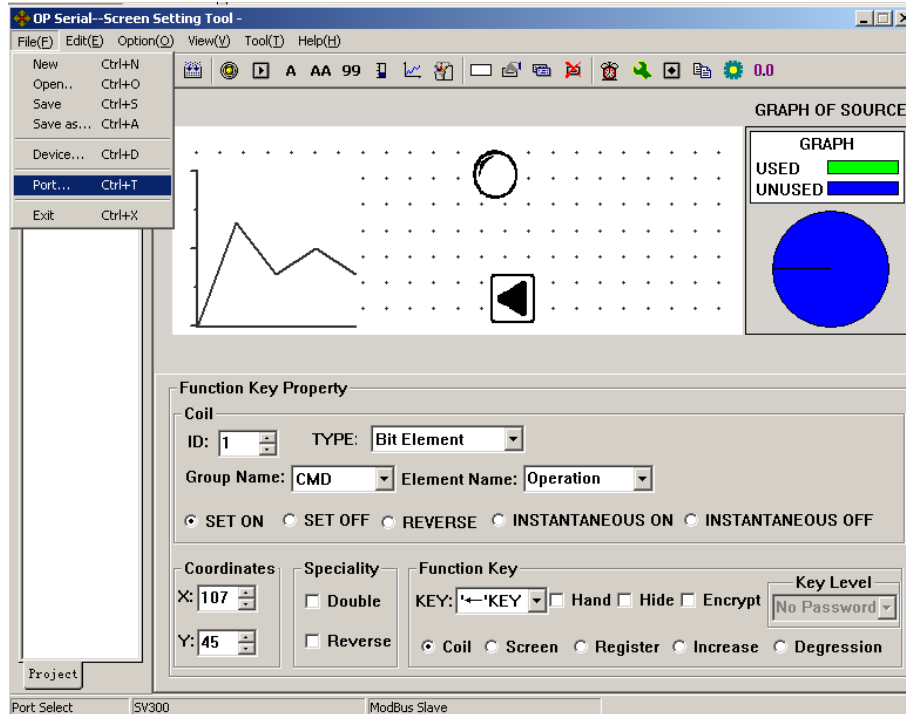 OP Serial--Screen Setting Tool -
File(F) Edit(E) Option(O) View(V) Tool(T) Help(H)
New Ctrl+N
Open.. Ctrl+O
Save Ctrl+S
Save as... Ctrl+A
Device... Ctrl+D
Port... Ctrl+T
Exit Ctrl+X
A AA 99 0.0
GRAPH OF SOURCE
GRAPH
USED
UNUSED
Function Key Property
Coil
ID: 1 TYPE: Bit Element
Group Name: CMD Element Name: Operation
SET ON SET OFF REVERSE INSTANTANEOUS ON INSTANTANEOUS OFF
Coordinates Speciality Function Key Key Level
X: 107 Double KEY: '←'KEY Hand Hide Encrypt No Password
Y: 45 Reverse Coil Screen Register Increase Degression
Project
Port Select SV300 ModBus Slave